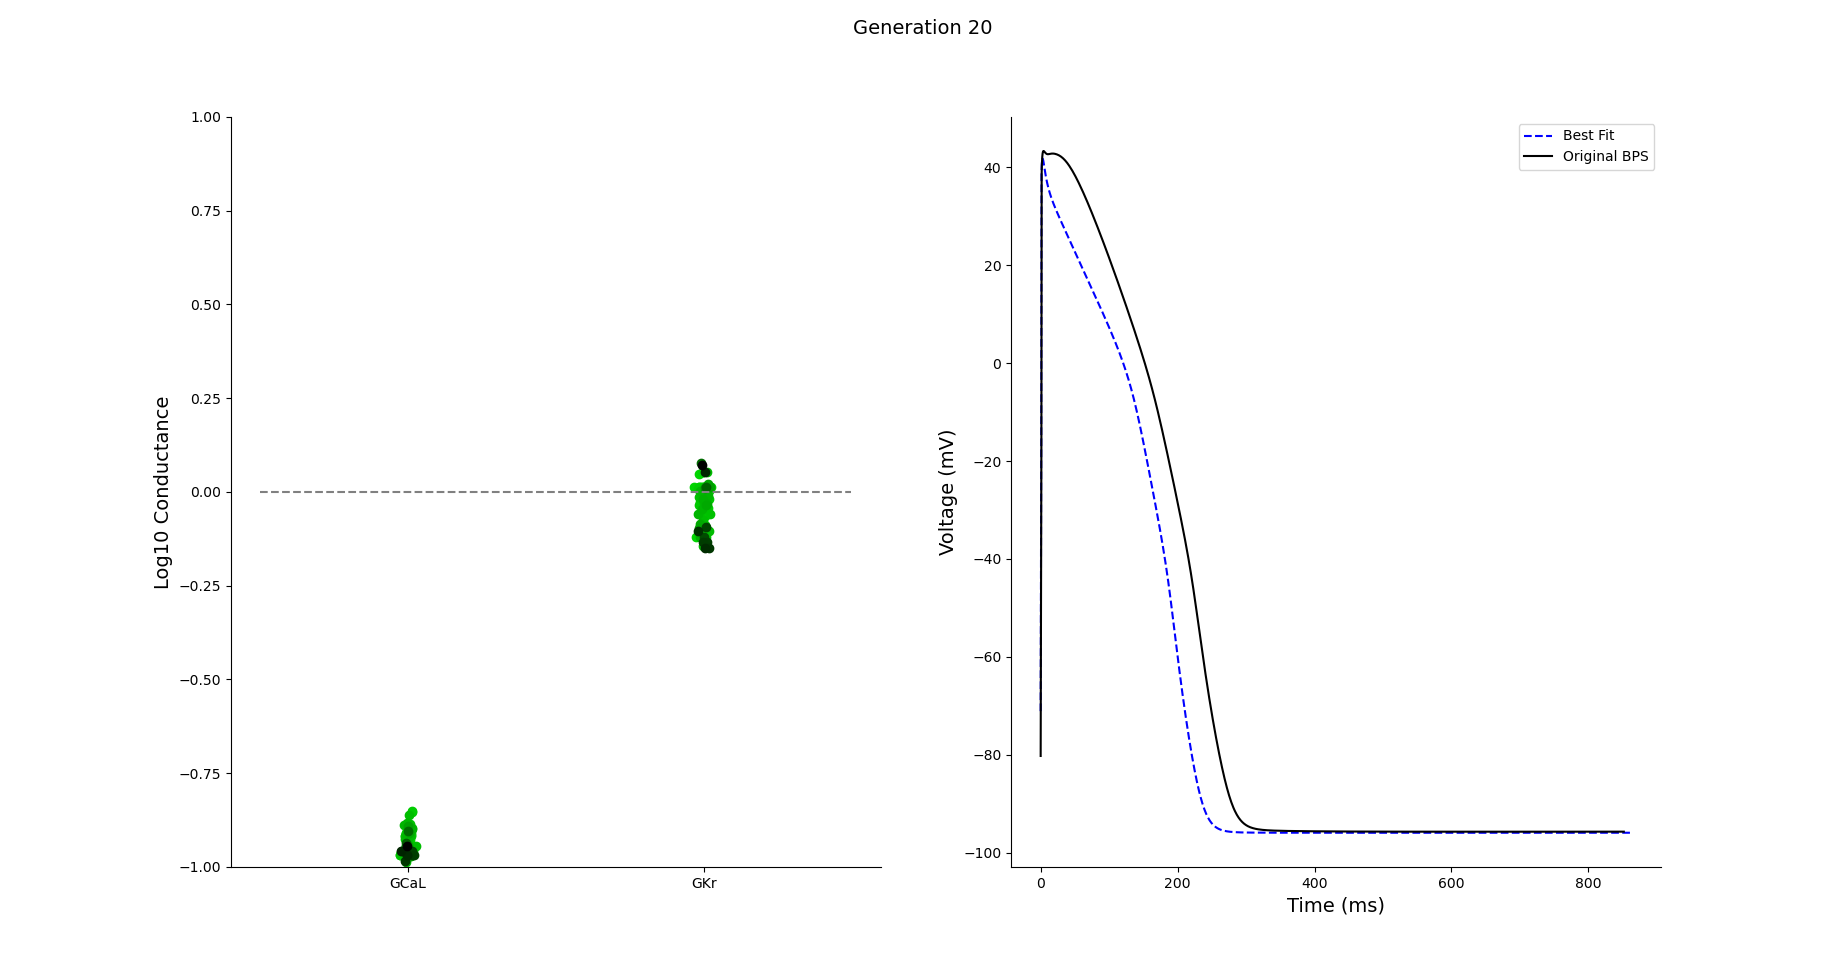 Generation 20
Log10 Conductance
1.00
0.75
0.50
0.25
0.00
−0.25
−0.50
−0.75
−1.00
GCaL
GKr
Voltage (mV)
40
20
0
−20
−40
−60
−80
−100
0
200
400
600
800
Time (ms)
Best Fit
Original BPS